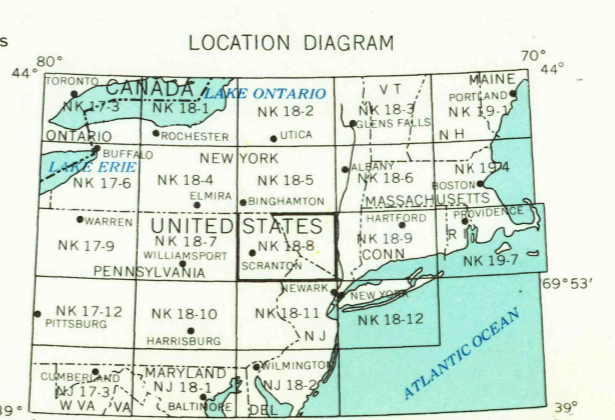 s
LOCATION DIAGRAM
80°
70°
44°
44°
TORONTO
CANADA
LAKE ONTARIO
VT
MAINE
PORTLAND
NK 17-3
NK 18-1
NK 18-2
NK 18-3
NK 19-1
GLENS FALLS
ONTARIO
ROCHESTER
UTICA
NH
BUFFALO
NEW YORK
LAKE ERIE
ALBANY
NK 19-4
NK 17-6
NK 18-4
NK 18-5
NK 18-6
BOSTON
ELMIRA
BINGHAMTON
MASSACHUSETTS
WARREN
UNITED STATES
HARTFORD
PROVIDENCE
NK 17-9
NK 18-7
NK 18-8
NK 18-9
RI
WILLIAMSPORT
SCRANTON
CONN
NK 19-7
PENNSYLVANIA
NEWARK
NEW YORK
69°53'
NK 17-12
NK 18-10
NK 18-11
NK 18-12
PITTSBURG
HARRISBURG
NJ
ATLANTIC OCEAN
WILMINGTON
CUMBERLAND
MARYLAND
NJ 17-3
NJ 18-1
NJ 18-2
W VA
VA
BALTIMORE
DEL
39°
39°